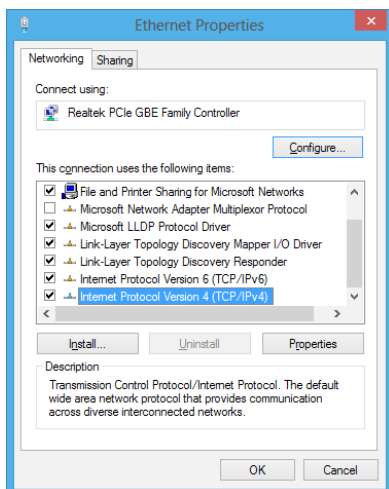 Ethernet Properties
Networking
Sharing
Connect using:
Realtek PCIe GBE Family Controller
Configure...
This connection uses the following items:
File and Printer Sharing for Microsoft Networks
Microsoft Network Adapter Multiplexor Protocol
Microsoft LLDP Protocol Driver
Link-Layer Topology Discovery Mapper I/O Driver
Link-Layer Topology Discovery Responder
Internet Protocol Version 6 (TCP/IPv6)
Internet Protocol Version 4 (TCP/IPv4)
Install...
Uninstall
Properties
Description
Transmission Control Protocol/Internet Protocol. The default
wide area network protocol that provides communication
across diverse interconnected networks.
OK
Cancel